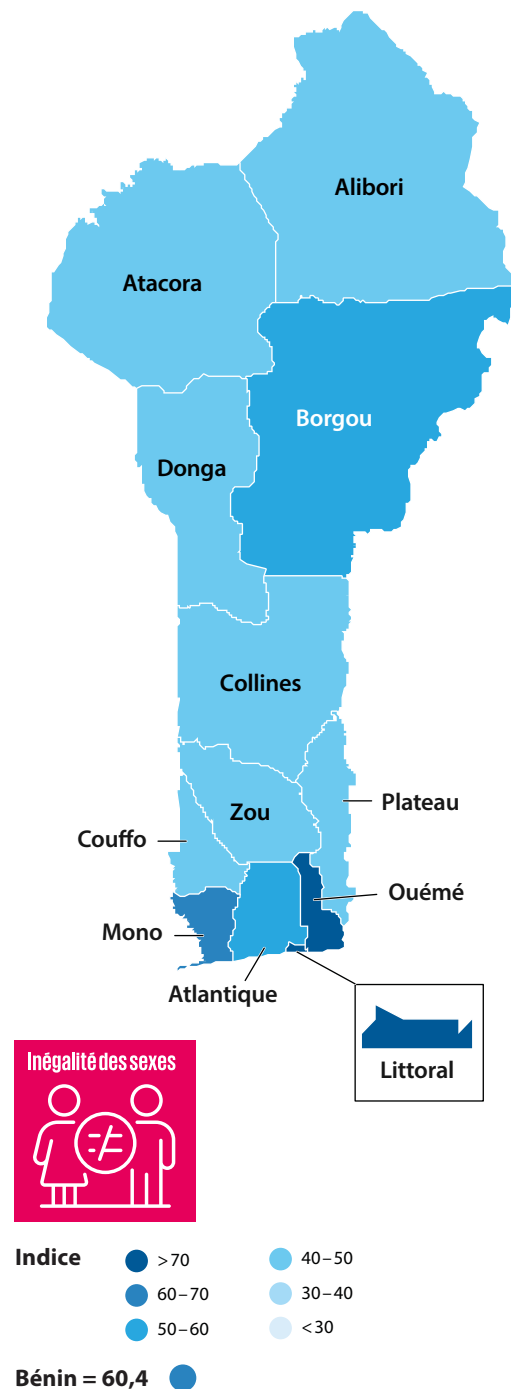 Alibori
Atacora
Borgou
Donga
Collines
Plateau
Zou
Couffo
Ouémé
Mono
Atlantique
Littoral
Inégalité des sexes
Indice
>70
40–50
60–70
30–40
50–60
<30
Bénin = 60,4